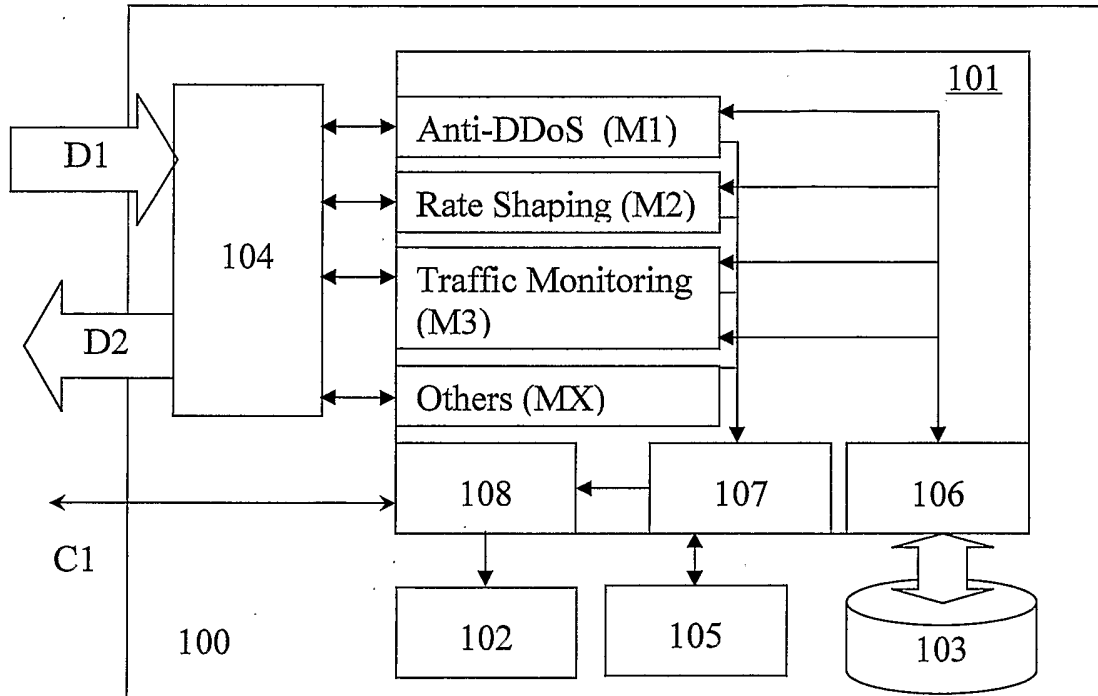 101
Anti-DDoS (M1)
D1
Rate Shaping (M2)
104
Traffic Monitoring
(M3)
D2
Others (MX)
108
107
106
C1
102
105
103
100